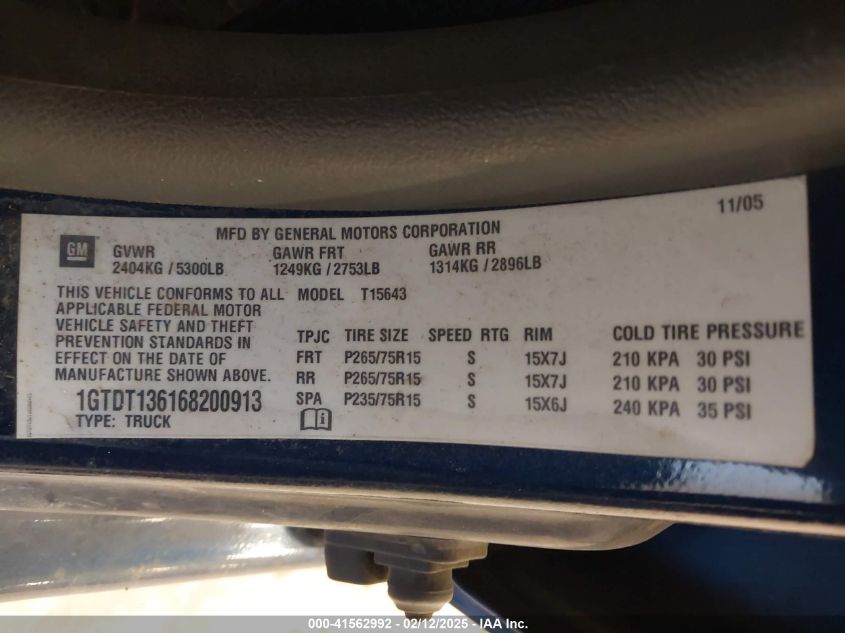 11/05
MFD BY GENERAL MOTORS CORPORATION
GM
GVWR GAWR FRT GAWR RR
2404KG / 5300LB 1249KG / 2753LB 1314KG / 2896LB
THIS VEHICLE CONFORMS TO ALL
APPLICABLE FEDERAL MOTOR
VEHICLE SAFETY AND THEFT
PREVENTION STANDARDS IN
EFFECT ON THE DATE OF
MANUFACTURE SHOWN ABOVE.
1GTDT136168200913
TYPE: TRUCK
MODEL T15643
TPJC TIRE SIZE SPEED RTG RIM COLD TIRE PRESSURE
FRT P265/75R15 S 15X7J 210 KPA 30 PSI
RR P265/75R15 S 15X7J 210 KPA 30 PSI
SPA P235/75R15 S 15X6J 240 KPA 35 PSI
000-41562992 - 02/12/2025 - IAA Inc.